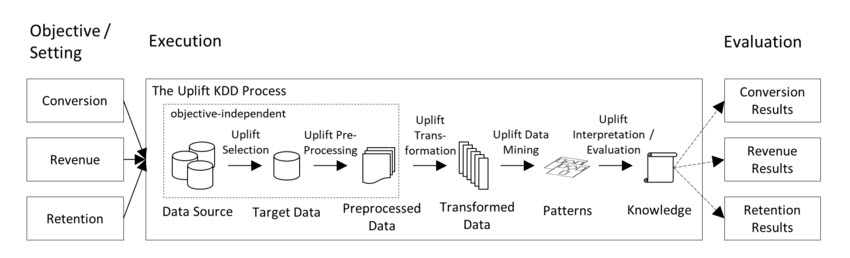 Objective /
Setting
Execution
Evaluation
Conversion
Revenue
Retention
The Uplift KDD Process
objective-independent
Uplift
Selection
Uplift Pre-
Processing
Uplift
Trans-
formation
Uplift Data
Mining
Uplift
Interpretation /
Evaluation
Data Source
Target Data
Preprocessed
Data
Transformed
Data
Patterns
Knowledge
Conversion
Results
Revenue
Results
Retention
Results